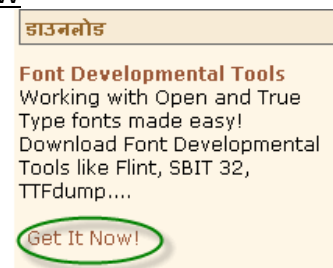 डाउनलोड
Font Developmental Tools
Working with Open and True
Type fonts made easy!
Download Font Developmental
Tools like Flint, SBIT 32,
TTFdump....
Get It Now!